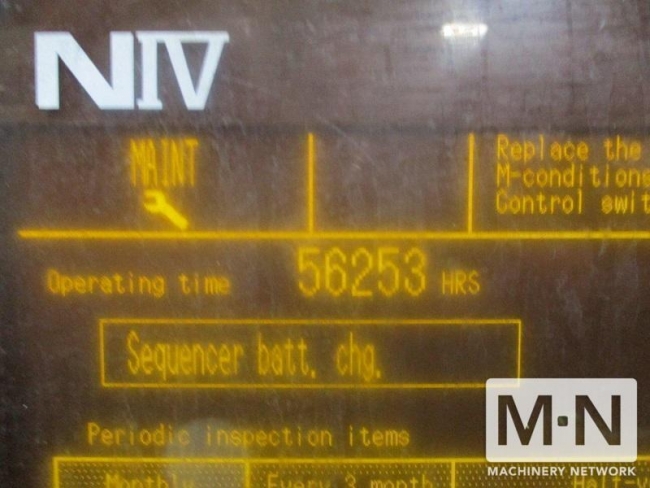 NIV
MAINT
Replace the
M-conditions
Control swit
Operating time 56253 HRS
Sequencer batt. chg.
Periodic inspection items
Every 3 month
M·N
MACHINERY NETWORK